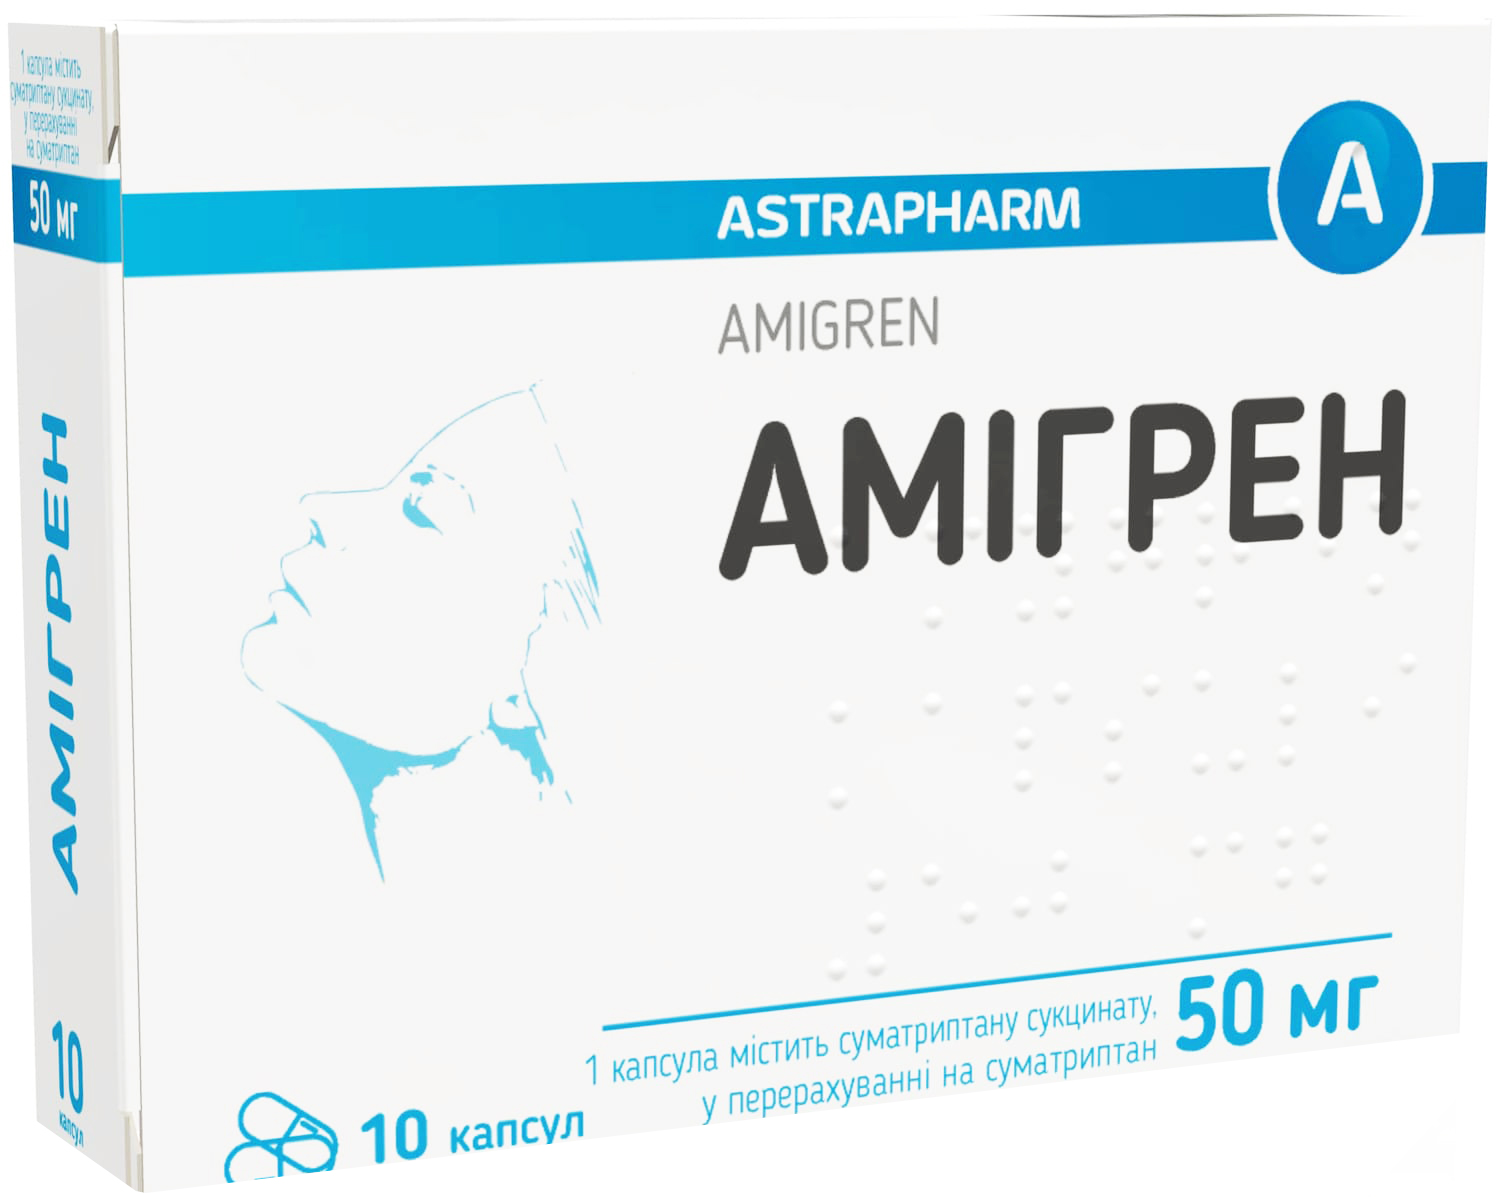 1 капсула містить
суматриптану сукцинату,
у перерахуванні
на суматриптан
50 мг
АМІГРЕН
10
капсул
ASTRAPHARM
A
AMIGREN
АМІГРЕН
1 капсула містить суматриптану сукцинату,
у перерахуванні на суматриптан
50 мг
10 капсул